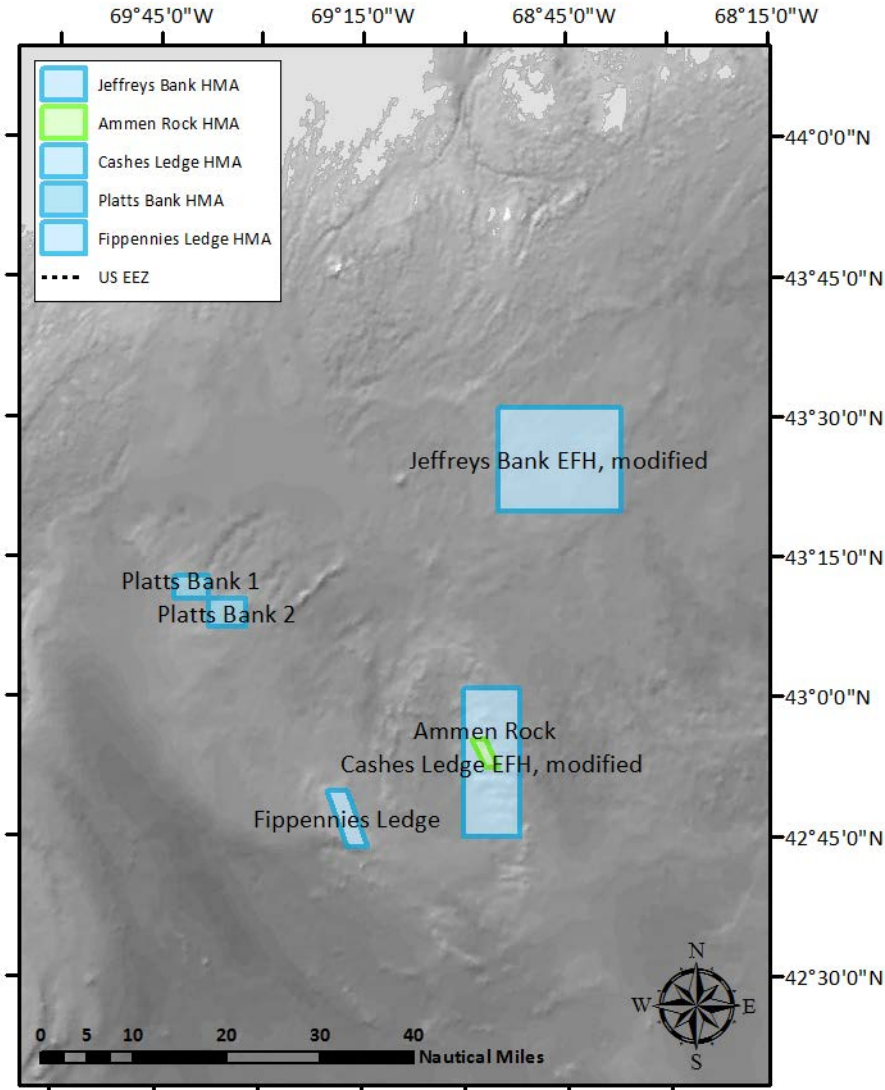 69°45'0"W 69°15'0"W 68°45'0"W 68°15'0"W
Jeffreys Bank HMA
Ammen Rock HMA
Cashes Ledge HMA
Platts Bank HMA
Fippennies Ledge HMA
US EEZ
44°0'0"N
43°45'0"N
43°30'0"N
Jeffreys Bank EFH, modified
43°15'0"N
Platts Bank 1
Platts Bank 2
43°0'0"N
Ammen Rock
Cashes Ledge EFH, modified
Fippennies Ledge
42°45'0"N
42°30'0"N
N
W E
S
0 5 10 20 30 40
Nautical Miles